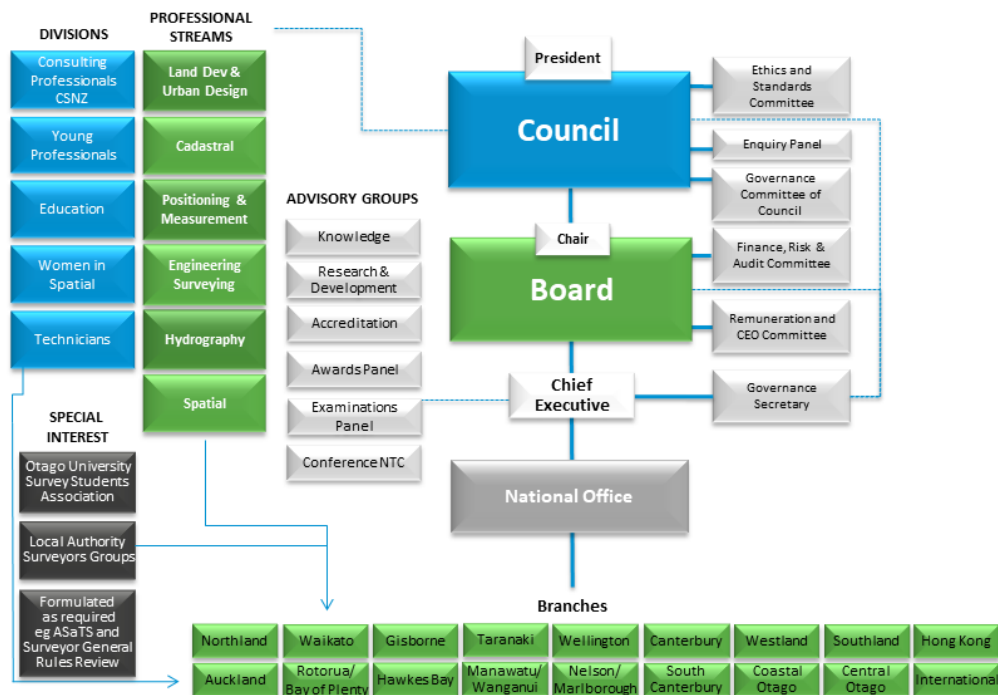 DIVISIONS
Consulting
Professionals
CSNZ
Young
Professionals
Education
Women in
Spatial
Technicians
PROFESSIONAL
STREAMS
Land Dev &
Urban Design
Cadastral
Positioning &
Measurement
Engineering
Surveying
Hydrography
Spatial
SPECIAL
INTEREST
Otago University
Survey Students
Association
Local Authority
Surveyors Groups
Formulated
as required
eg ASaTS and
Surveyor General
Rules Review
ADVISORY GROUPS
Knowledge
Research &
Development
Accreditation
Awards Panel
Examinations
Panel
Conference NTC
President
Council
Chair
Board
Chief
Executive
National Office
Ethics and
Standards
Committee
Enquiry Panel
Governance
Committee of
Council
Finance, Risk &
Audit Committee
Remuneration and
CEO Committee
Governance
Secretary
Branches
Northland
Waikato
Gisborne
Taranaki
Wellington
Canterbury
Westland
Southland
Hong Kong
Auckland
Rotorua/
Bay of Plenty
Hawkes Bay
Manawatu/
Wanganui
Nelson/
Marlborough
South
Canterbury
Coastal
Otago
Central
Otago
International